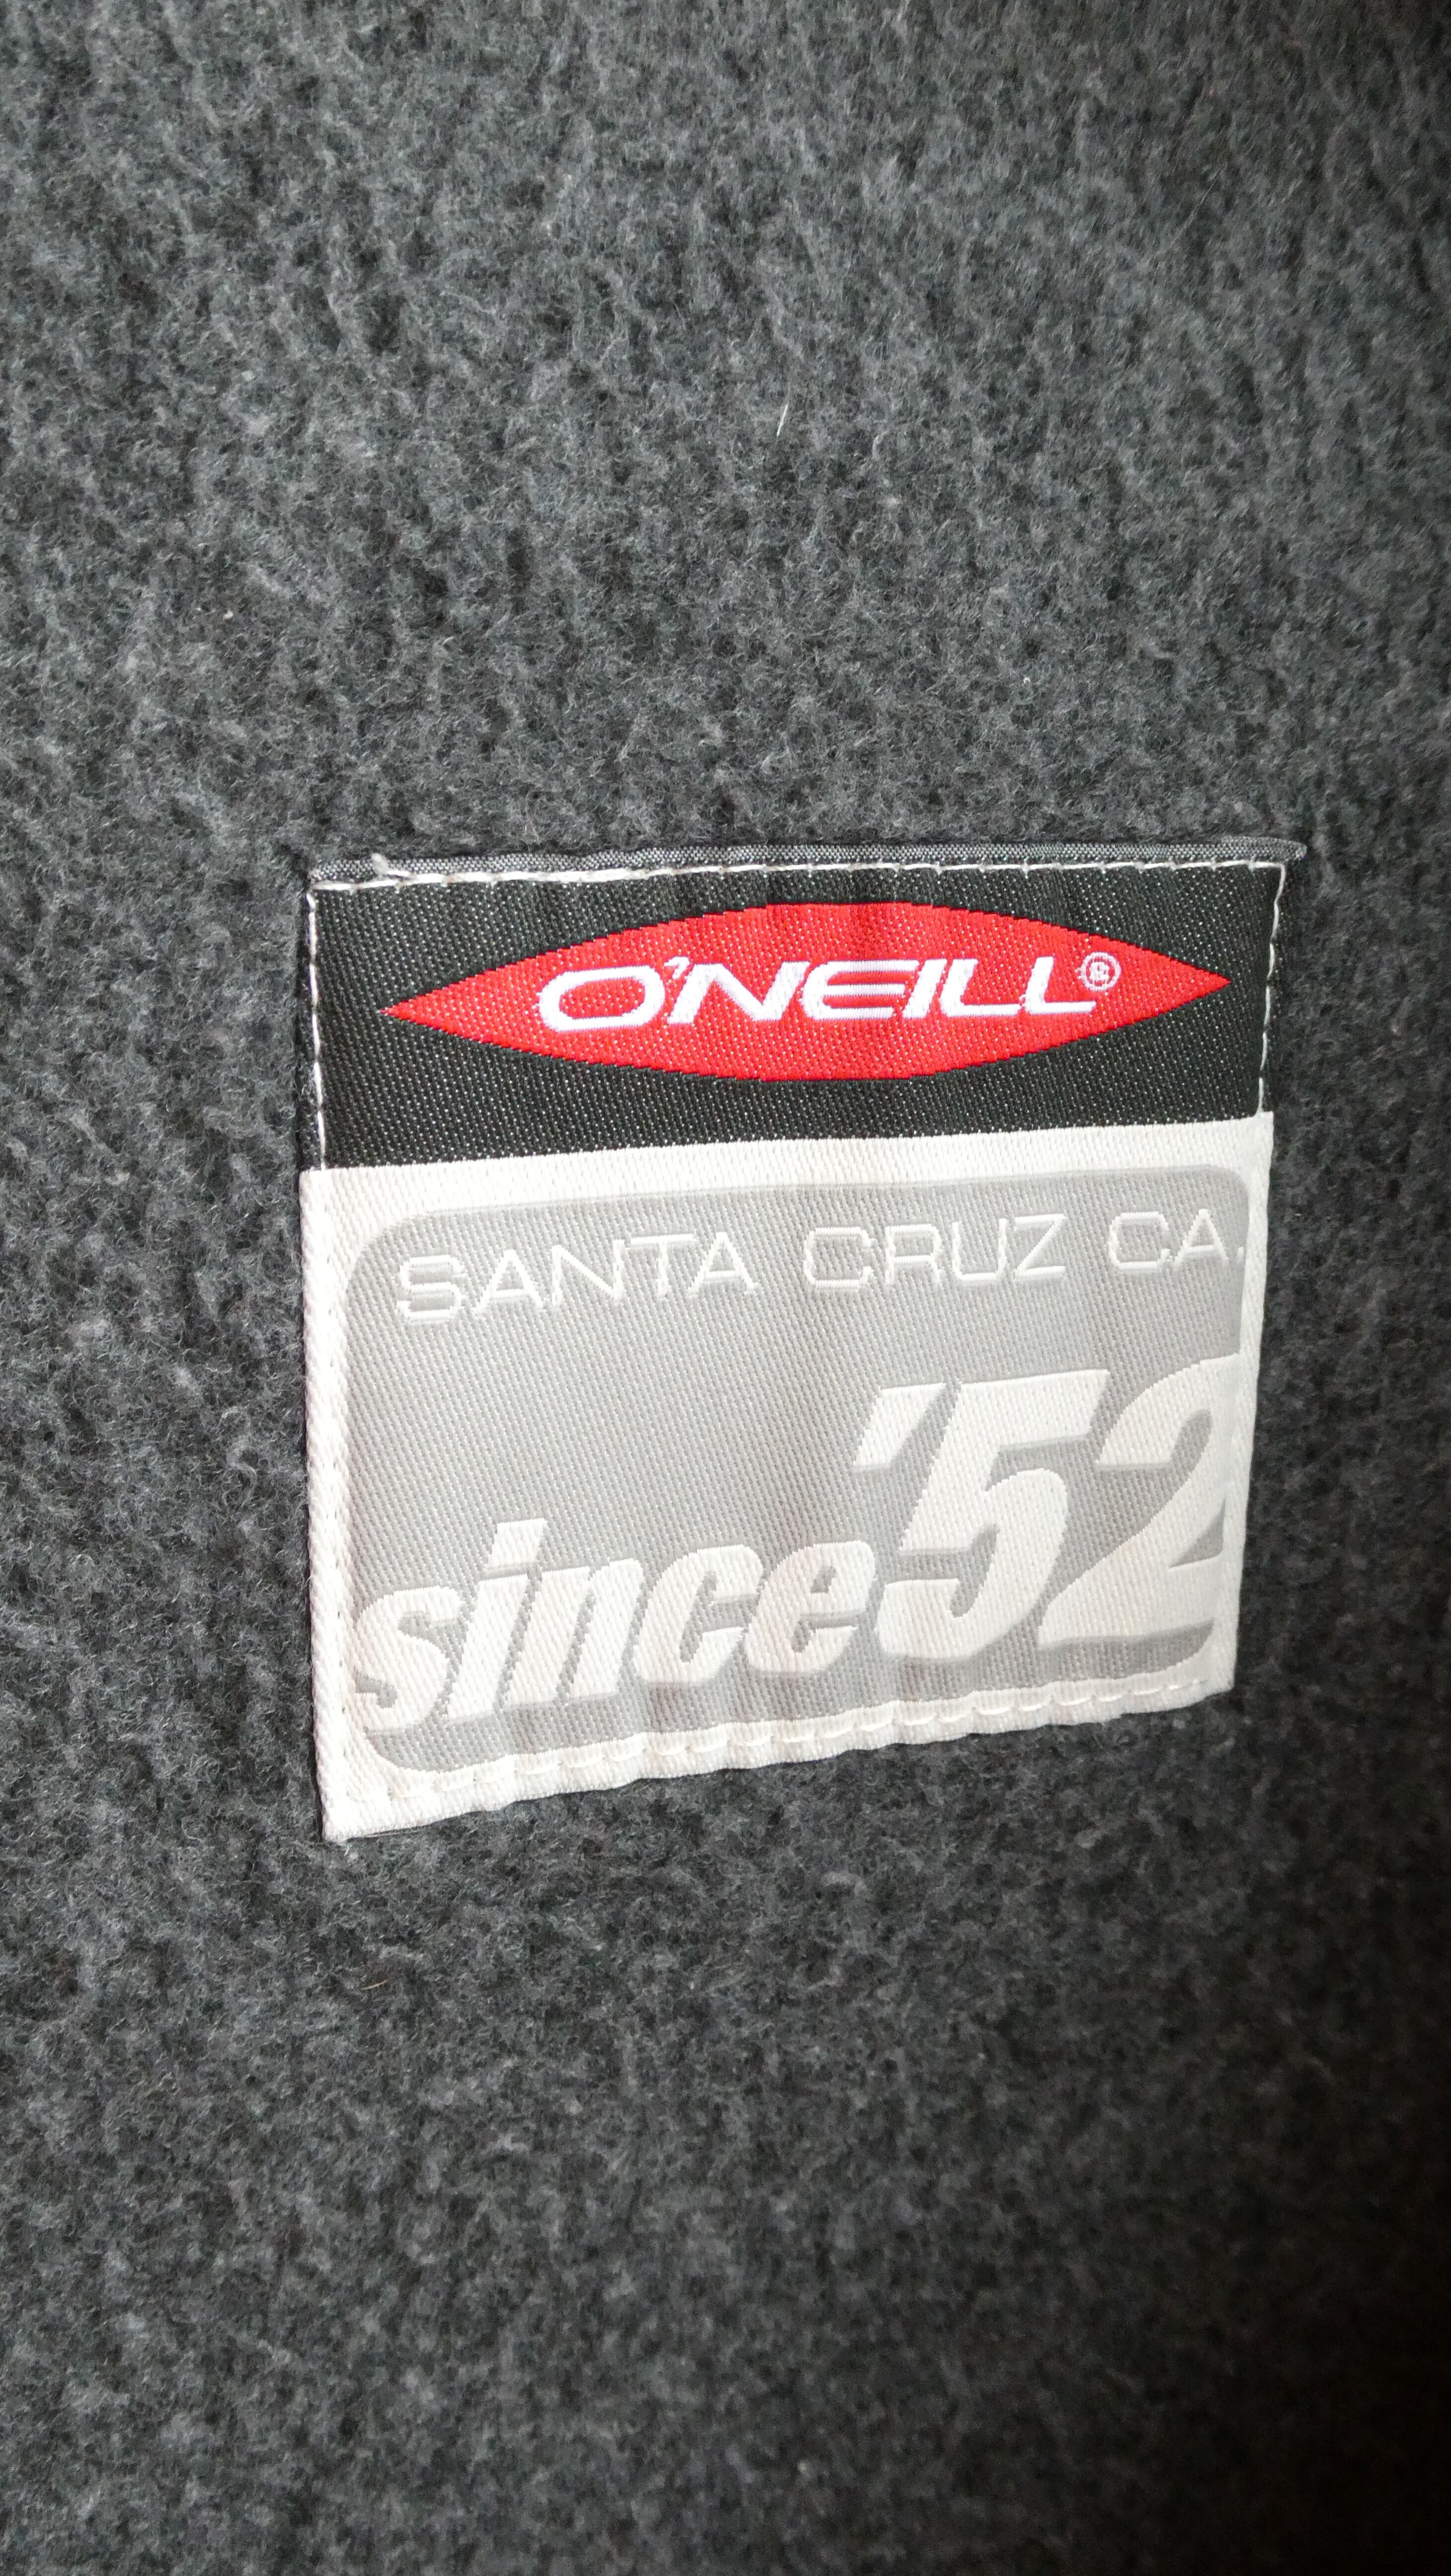 O'NEILL®
SANTA CRUZ CA.
since '52